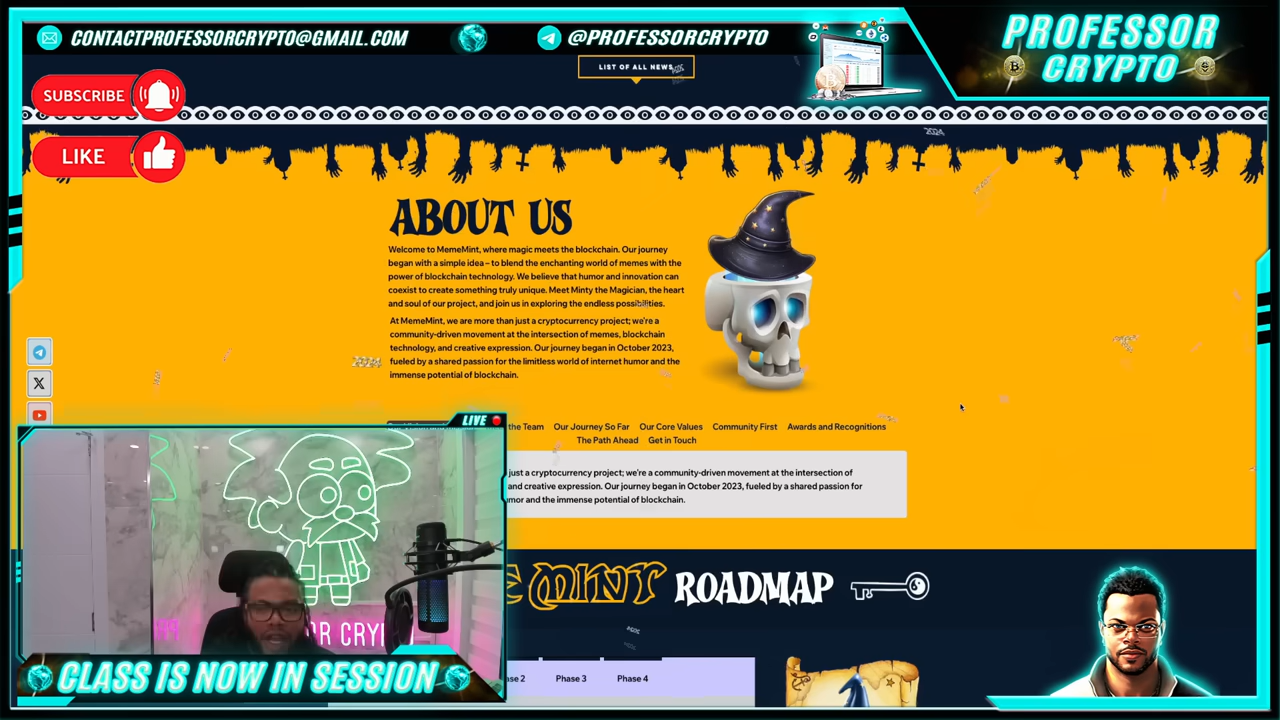 CONTACTPROFESSORCRYPTO@GMAIL.COM
@PROFESSORCRYPTO
PROFESSOR
CRYPTO
LIST OF ALL NEWS
SUBSCRIBE
LIKE
2024
ABOUT US
Welcome to MemeMint, where magic meets the blockchain. Our journey
began with a simple idea – to blend the enchanting world of memes with the
power of blockchain technology. We believe that humor and innovation can
coexist to create something truly unique. Meet Minty the Magician, the heart
and soul of our project, and join us in exploring the endless possibilities.
At MemeMint, we are more than just a cryptocurrency project; we're a
community-driven movement at the intersection of memes, blockchain
technology, and creative expression. Our journey began in October 2023,
fueled by a shared passion for the limitless world of internet humor and the
immense potential of blockchain.
2024
the Team Our Journey So Far Our Core Values Community First Awards and Recognitions
The Path Ahead Get in Touch
just a cryptocurrency project; we're a community-driven movement at the intersection of
and creative expression. Our journey began in October 2023, fueled by a shared passion for
umor and the immense potential of blockchain.
LIVE
MINT ROADMAP
OR CRY
CLASS IS NOW IN SESSION
ase 2 Phase 3 Phase 4